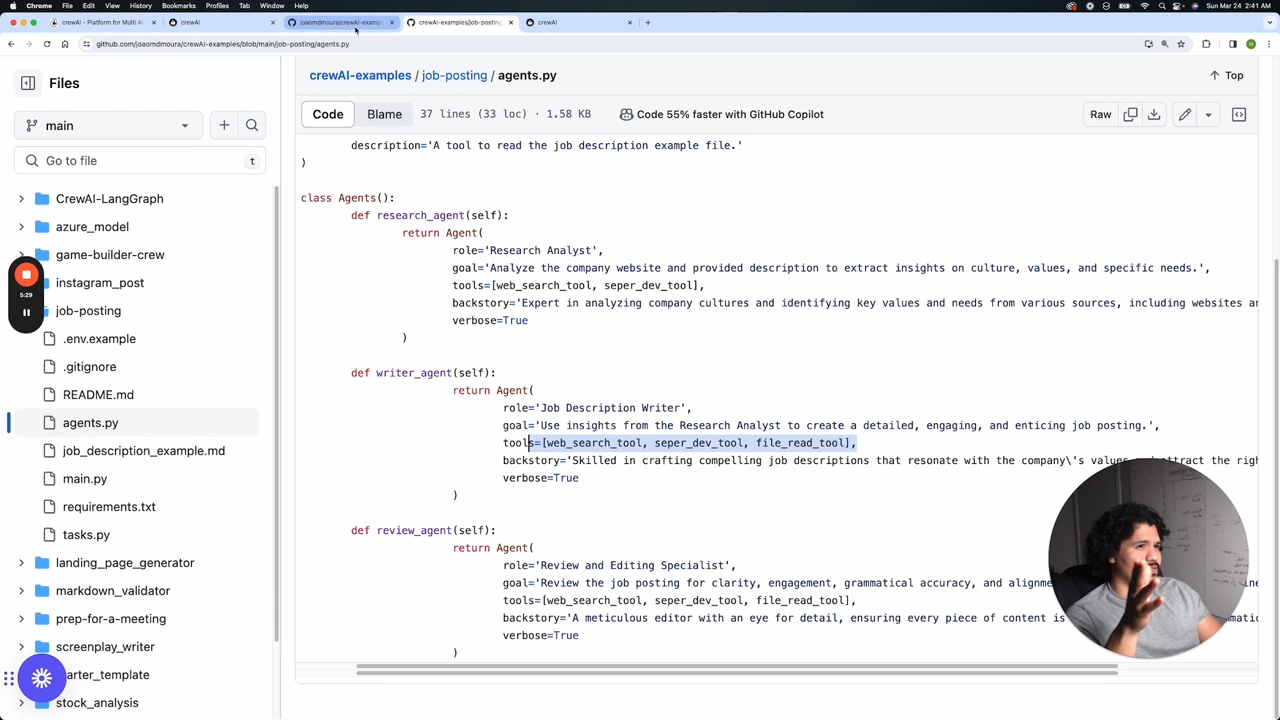 Chrome File Edit View History Bookmarks Profiles Tab Window Help
Sun Mar 24 2:41 AM
crewAI - Platform for Multi AI
crewAI
joaomdmoura/crewAI-example
crewAI-examples/job-posting
crewAI
github.com/joaomdmoura/crewAI-examples/blob/main/job-posting/agents.py
H
Files
main
Go to file
t
CrewAI-LangGraph
azure_model
game-builder-crew
instagram_post
job-posting
.env.example
.gitignore
README.md
agents.py
job_description_example.md
main.py
requirements.txt
tasks.py
landing_page_generator
markdown_validator
prep-for-a-meeting
screenplay_writer
tarter_template
stock_analysis
5:29
crewAI-examples / job-posting / agents.py
Top
Code Blame 37 lines (33 loc) · 1.58 KB Code 55% faster with GitHub Copilot
Raw
description='A tool to read the job description example file.'
)
class Agents():
def research_agent(self):
return Agent(
role='Research Analyst',
goal='Analyze the company website and provided description to extract insights on culture, values, and specific needs.',
tools=[web_search_tool, seper_dev_tool],
backstory='Expert in analyzing company cultures and identifying key values and needs from various sources, including websites an
verbose=True
)
def writer_agent(self):
return Agent(
role='Job Description Writer',
goal='Use insights from the Research Analyst to create a detailed, engaging, and enticing job posting.',
tools=[web_search_tool, seper_dev_tool, file_read_tool],
backstory='Skilled in crafting compelling job descriptions that resonate with the company\'s values and attract the righ
verbose=True
)
def review_agent(self):
return Agent(
role='Review and Editing Specialist',
goal='Review the job posting for clarity, engagement, grammatical accuracy, and alignme
tools=[web_search_tool, seper_dev_tool, file_read_tool],
backstory='A meticulous editor with an eye for detail, ensuring every piece of content is
verbose=True
)